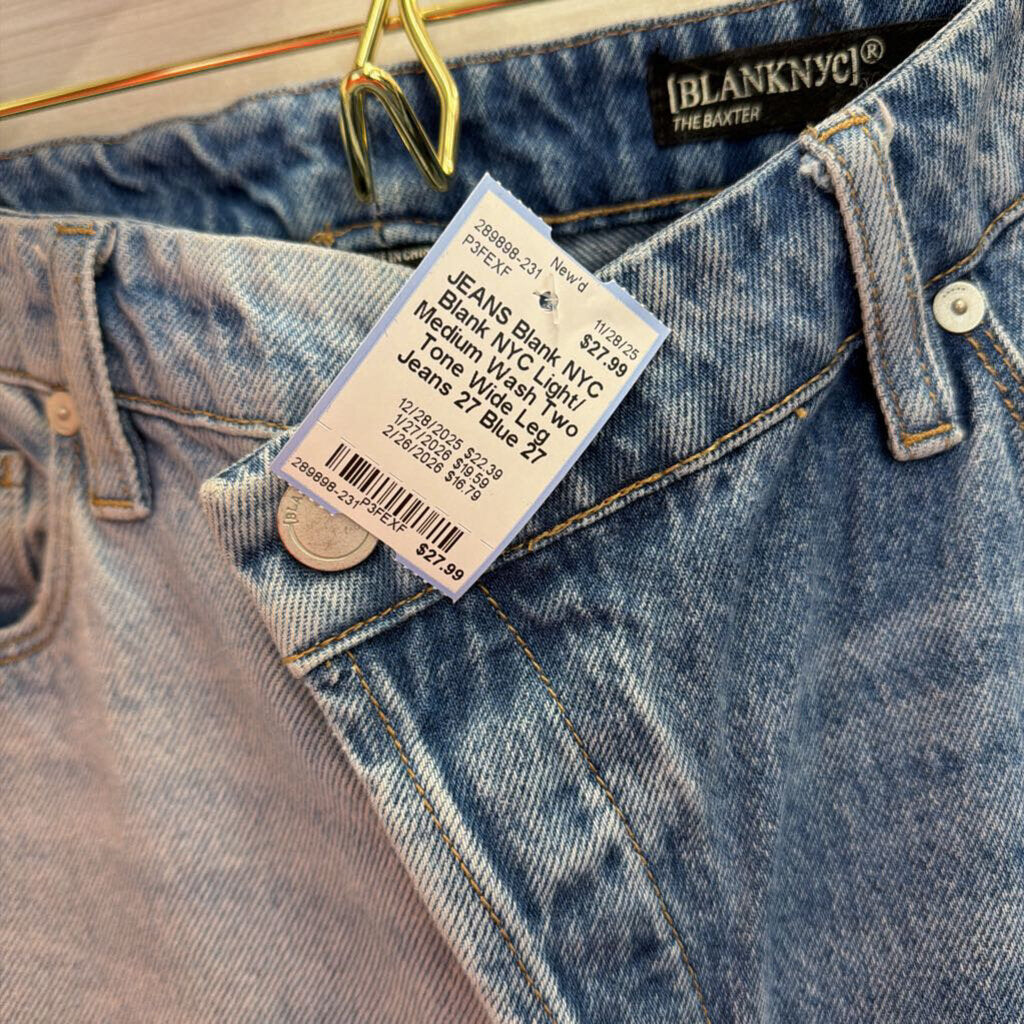 [BLANKNYC]®
THE BAXTER
289898-231 New'd
P3FEXF
11/28/25
$27.99
JEANS Blank NYC
Blank NYC Light/
Medium Wash Two
Tone Wide Leg
Jeans 27 Blue 27
12/28/2025 $22.39
1/27/2026 $19.59
2/26/2026 $16.79
289898-231 P3FEXF
$27.99